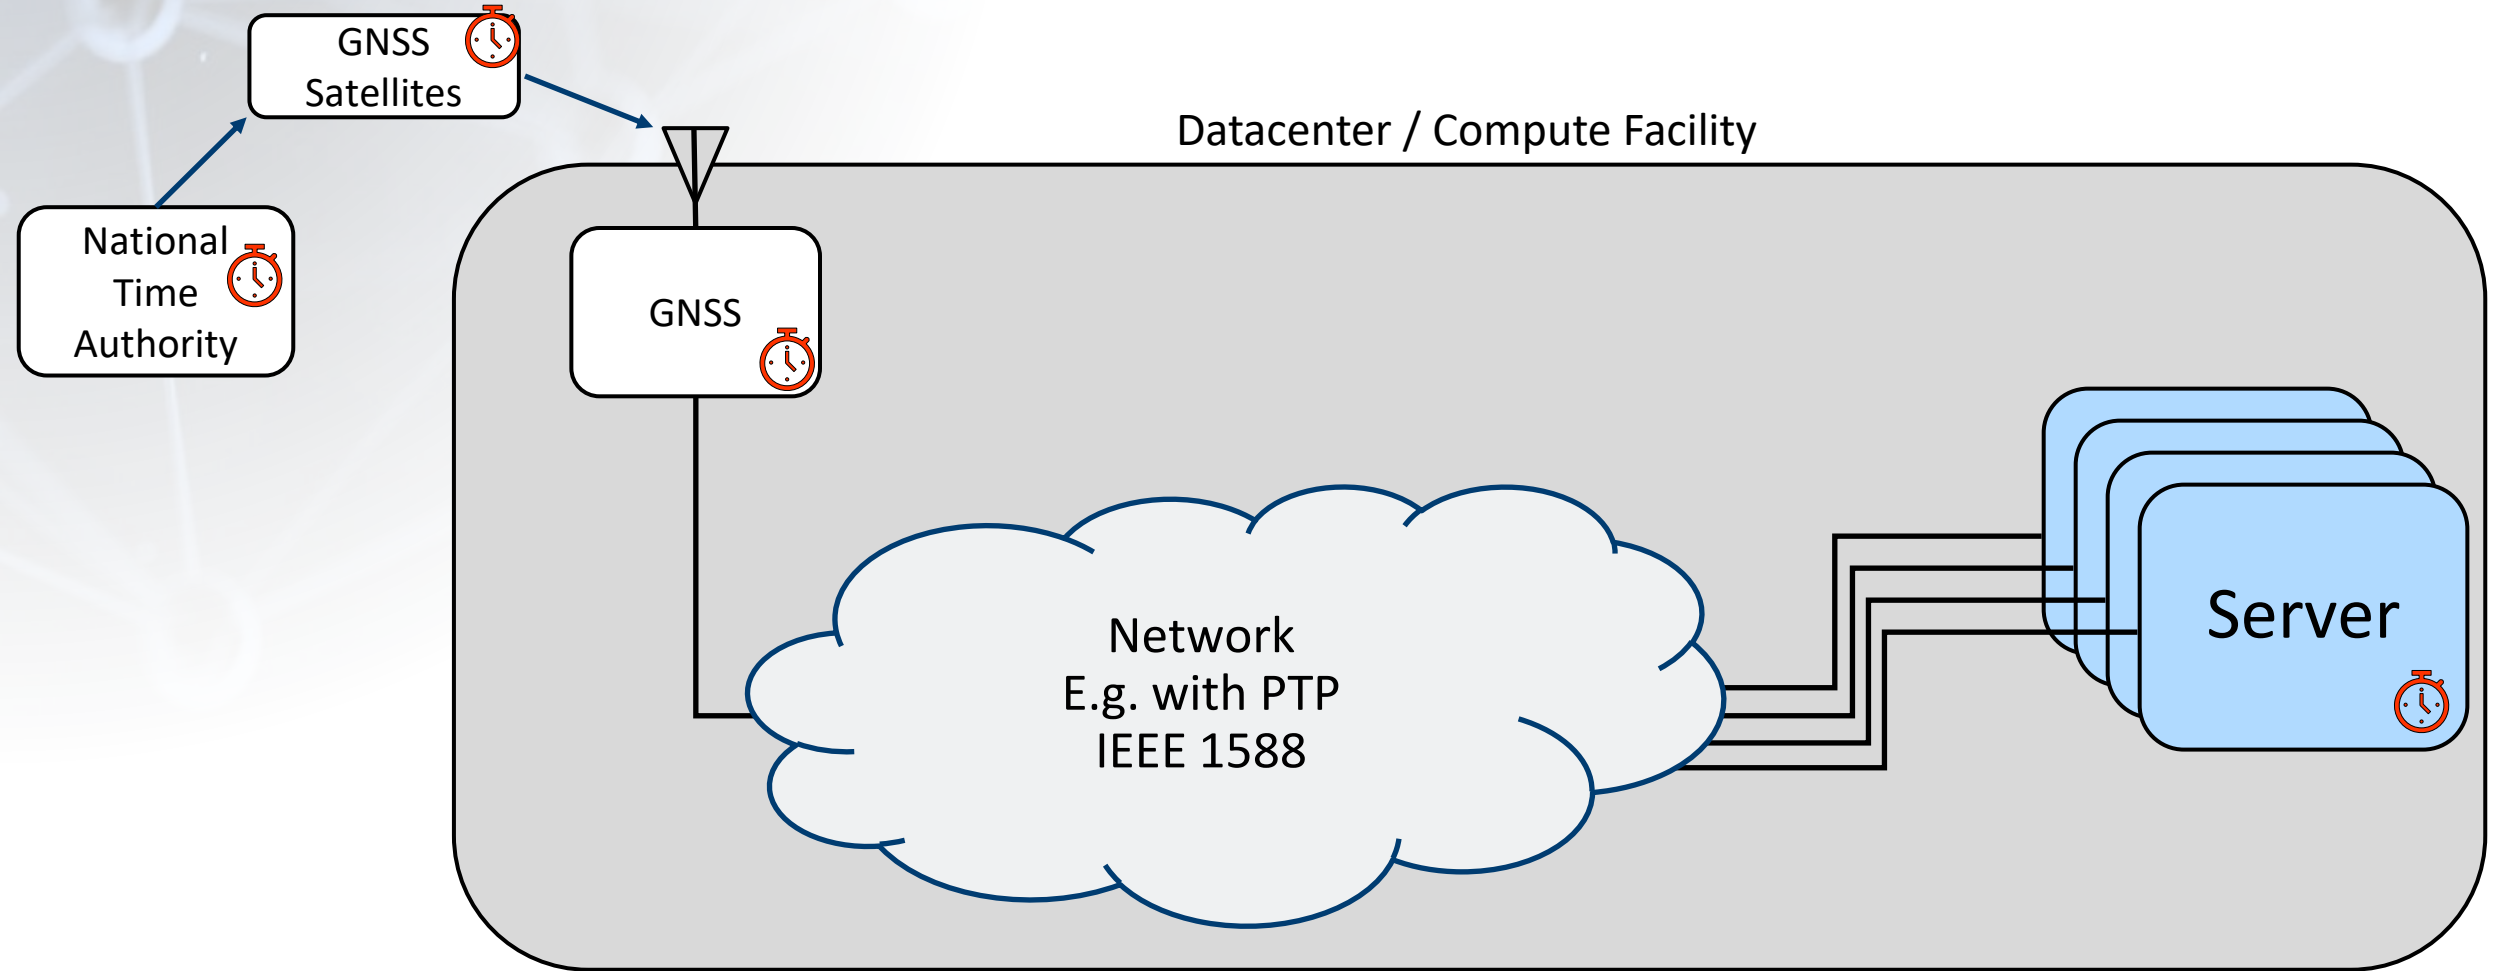 GNSS
Satellites
Datacenter / Compute Facility
National
Time
Authority
GNSS
Network
E.g. with PTP
IEEE 1588
Server